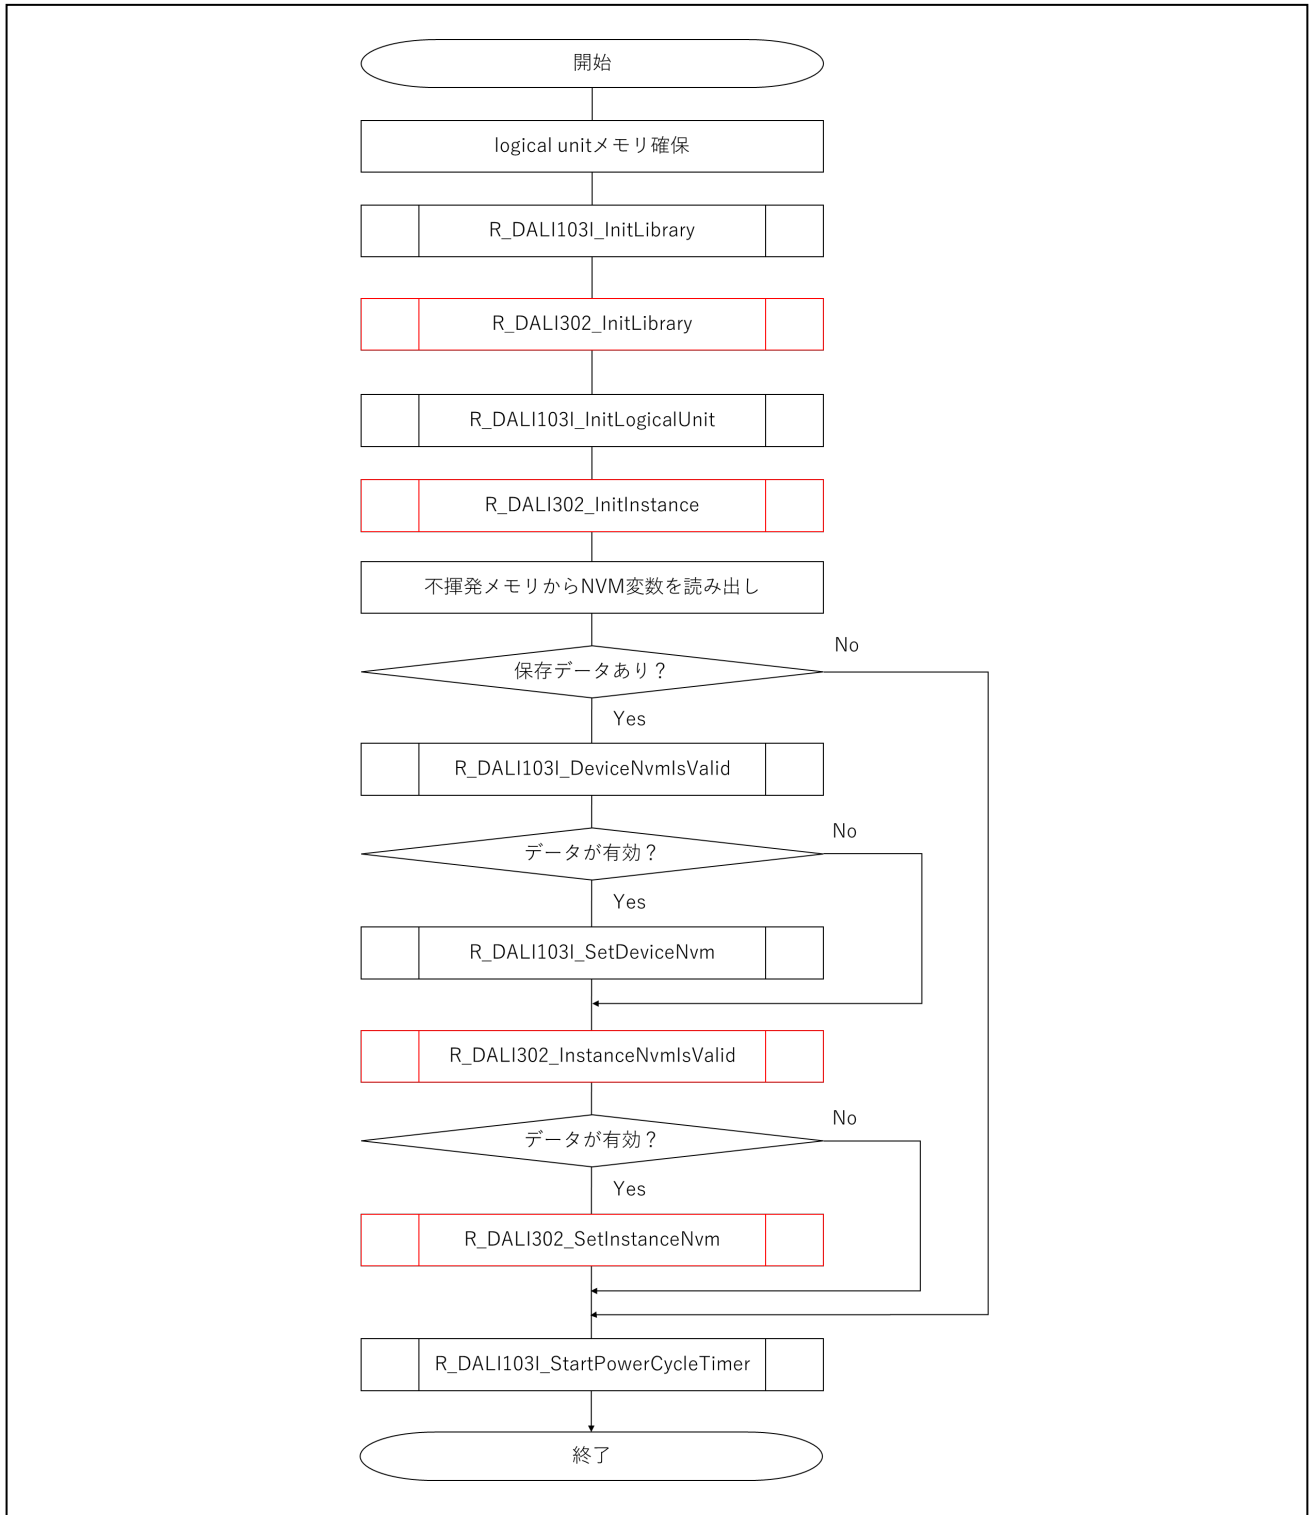 開始
logical unitメモリ確保
R_DALI103I_InitLibrary
R_DALI302_InitLibrary
R_DALI103I_InitLogicalUnit
R_DALI302_InitInstance
不揮発メモリからNVM変数を読み出し
No
保存データあり？
Yes
R_DALI103I_DeviceNvmIsValid
No
データが有効？
Yes
R_DALI103I_SetDeviceNvm
R_DALI302_InstanceNvmIsValid
No
データが有効？
Yes
R_DALI302_SetInstanceNvm
R_DALI103I_StartPowerCycleTimer
終了